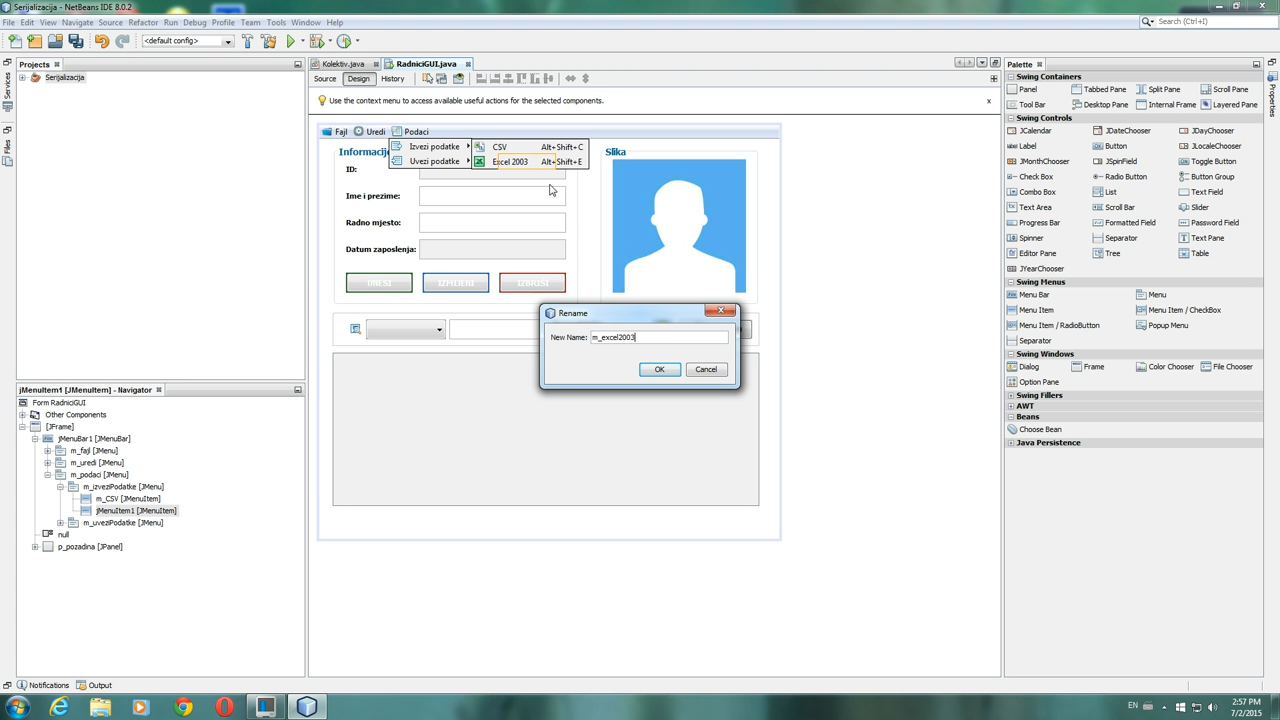 Serijalizacija - NetBeans IDE 8.0.2
File Edit View Navigate Source Refactor Run Debug Profile Team Tools Window Help
Search (Ctrl+I)
<default config>
Projects
Kolektiv.java
RadniciGUI.java
Palette
Services
Files
Properties
Serijalizacija
Source Design History
Use the context menu to access available useful actions for the selected components.
Fajl Uredi Podaci
Izvezi podatke
CSV Alt+Shift+C
Uvezi podatke
Excel 2003 Alt+Shift+E
Informacije
Slika
ID:
Ime i prezime:
Radno mjesto:
Datum zaposlenja:
UNESI IZMIJENI IZBRIŠI
Rename
New Name: m_excel2003
OK Cancel
Swing Containers
Panel Tabbed Pane Split Pane Scroll Pane
Tool Bar Desktop Pane Internal Frame Layered Pane
Swing Controls
JCalendar JDateChooser JDayChooser
JMonthChooser JSpinField JLocaleChooser
Label Button Toggle Button
Check Box Radio Button Button Group
Combo Box List Text Field
Text Area Scroll Bar Slider
Progress Bar Formatted Field Password Field
Spinner Separator Text Pane
Editor Pane Tree Table
JYearChooser
Swing Menus
Menu Bar Menu
Menu Item Menu Item / CheckBox
Menu Item / RadioButton Popup Menu
Separator
Swing Windows
Dialog Frame Color Chooser File Chooser
Option Pane
Swing Fillers
AWT
Beans
Choose Bean
Java Persistence
jMenuItem1 [JMenuItem] - Navigator
Form RadniciGUI
Other Components
[JFrame]
jMenuBar1 [JMenuBar]
m_fajl [JMenu]
m_uredi [JMenu]
m_podaci [JMenu]
m_izveziPodatke [JMenu]
m_CSV [JMenuItem]
jMenuItem1 [JMenuItem]
m_uveziPodatke [JMenu]
null
p_pozadina [JPanel]
Notifications Output
EN
2:57 PM
7/2/2015